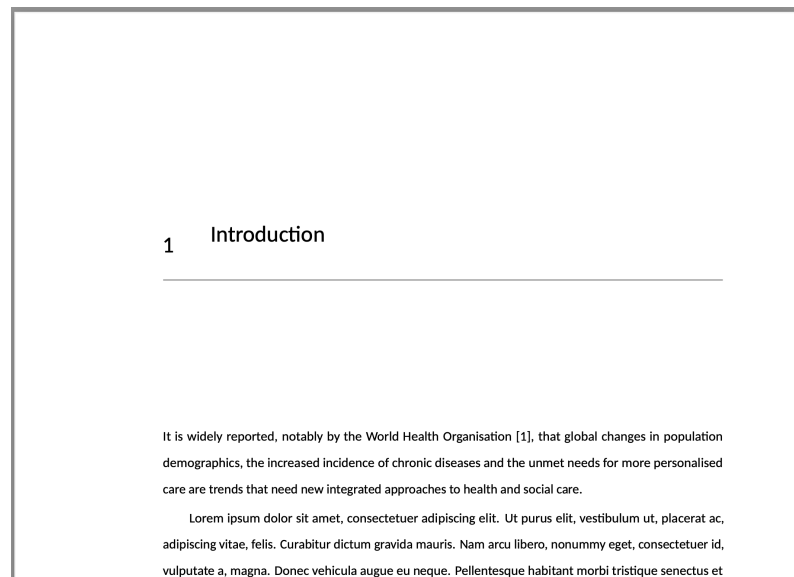 1 Introduction
It is widely reported, notably by the World Health Organisation [1], that global changes in population
demographics, the increased incidence of chronic diseases and the unmet needs for more personalised
care are trends that need new integrated approaches to health and social care.
Lorem ipsum dolor sit amet, consectetuer adipiscing elit. Ut purus elit, vestibulum ut, placerat ac,
adipiscing vitae, felis. Curabitur dictum gravida mauris. Nam arcu libero, nonummy eget, consectetuer id,
vulputate a, magna. Donec vehicula augue eu neque. Pellentesque habitant morbi tristique senectus et